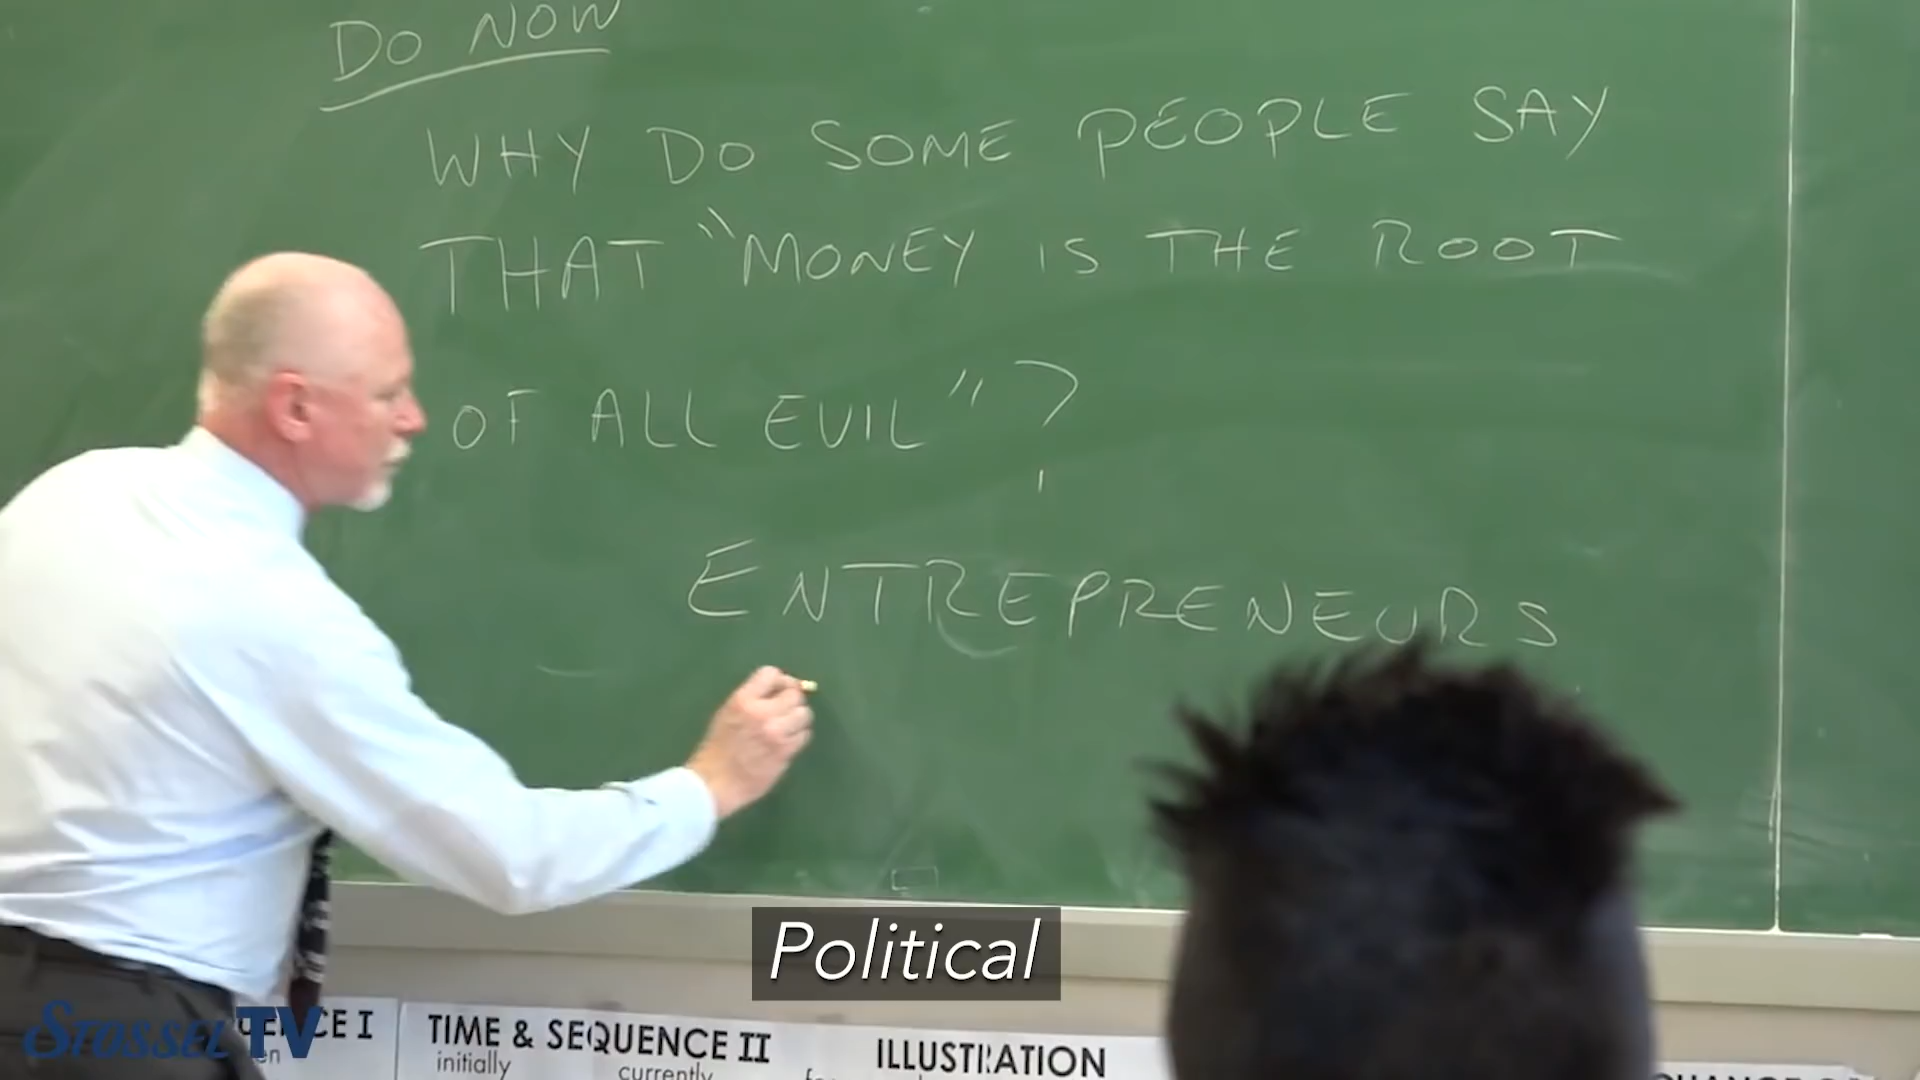 DO NOW
WHY DO SOME PEOPLE SAY
THAT "MONEY IS THE ROOT
OF ALL EVIL"?
ENTREPRENEURS
Political
STOSSEL TV
CE I
TIME & SEQUENCE II
ILLUSTRATION
initially
currently